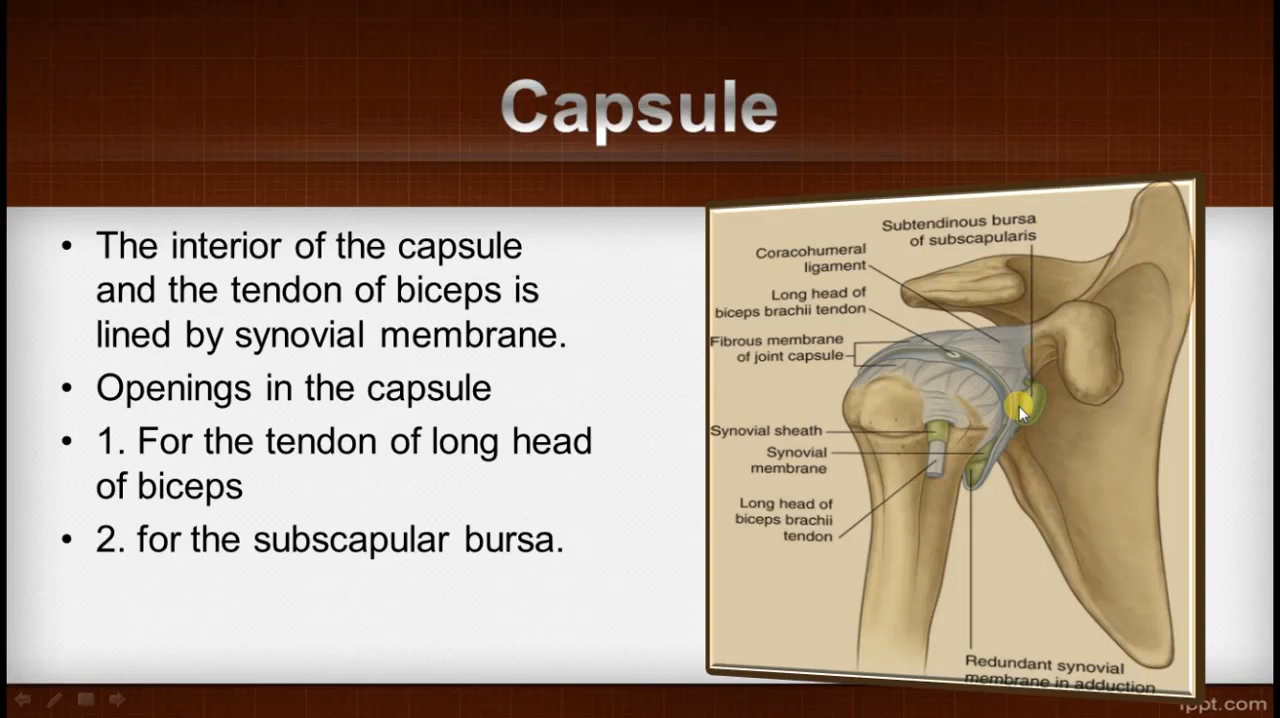 Capsule
• The interior of the capsule
and the tendon of biceps is
lined by synovial membrane.
• Openings in the capsule
• 1. For the tendon of long head
of biceps
• 2. for the subscapular bursa.
Subtendinous bursa
of subscapularis
Coracohumeral
ligament
Long head of
biceps brachii tendon
Fibrous membrane
of joint capsule
Synovial sheath
Synovial
membrane
Long head of
biceps brachii
tendon
Redundant synovial
membrane in adduction
fppt.com